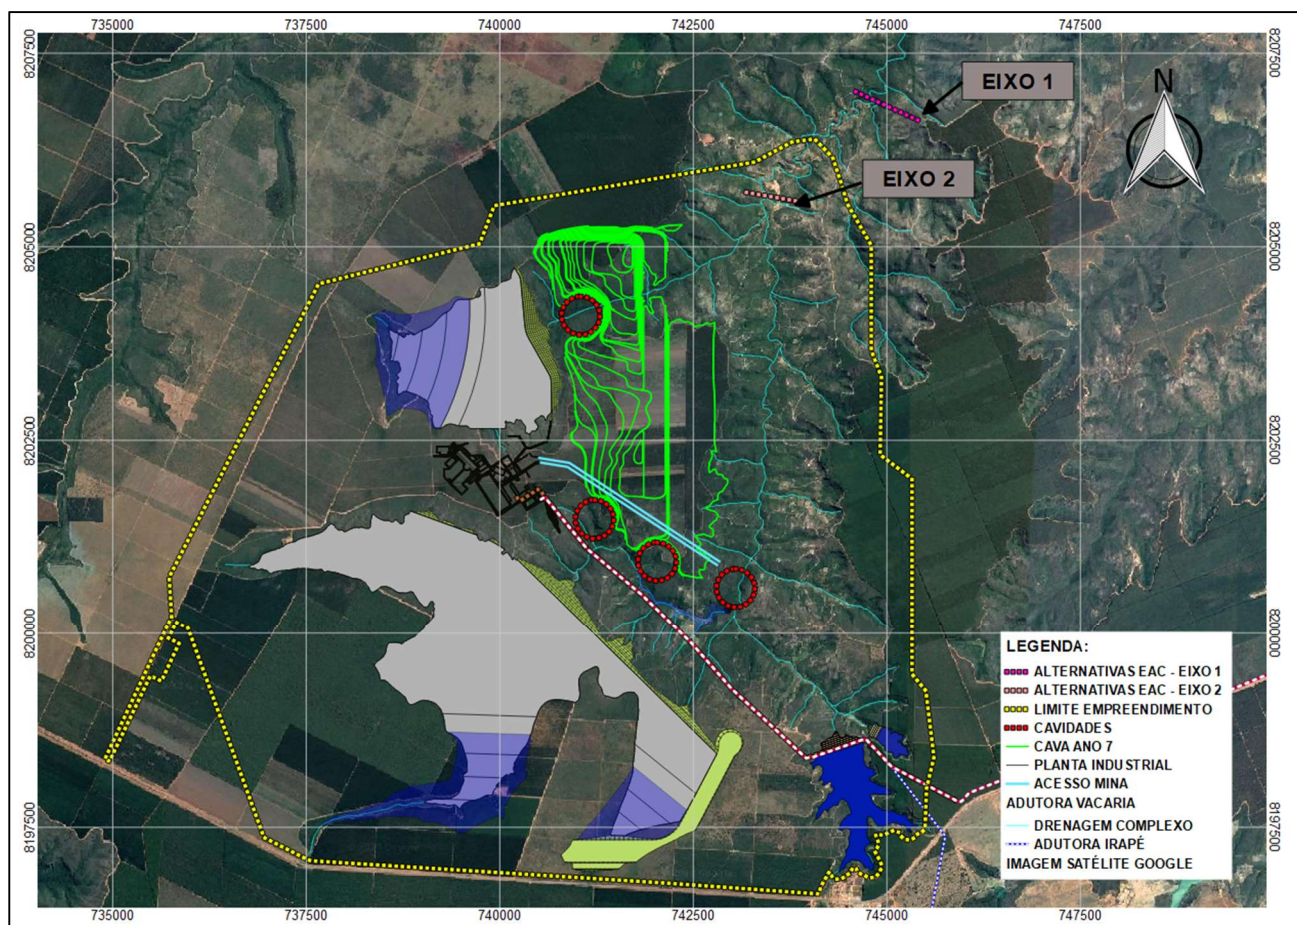 735000 737500 740000 742500 745000 747500
8207500 8207500
EIXO 1
N
EIXO 2
8205000 8205000
8202500 8202500
8200000 8200000
LEGENDA:
ALTERNATIVAS EAC - EIXO 1
ALTERNATIVAS EAC - EIXO 2
LIMITE EMPREENDIMENTO
CAVIDADES
CAVA ANO 7
PLANTA INDUSTRIAL
ACESSO MINA
ADUTORA VACARIA
DRENAGEM COMPLEXO
ADUTORA IRAPÉ
IMAGEM SATÉLITE GOOGLE
8197500 8197500
735000 737500 740000 742500 745000 747500